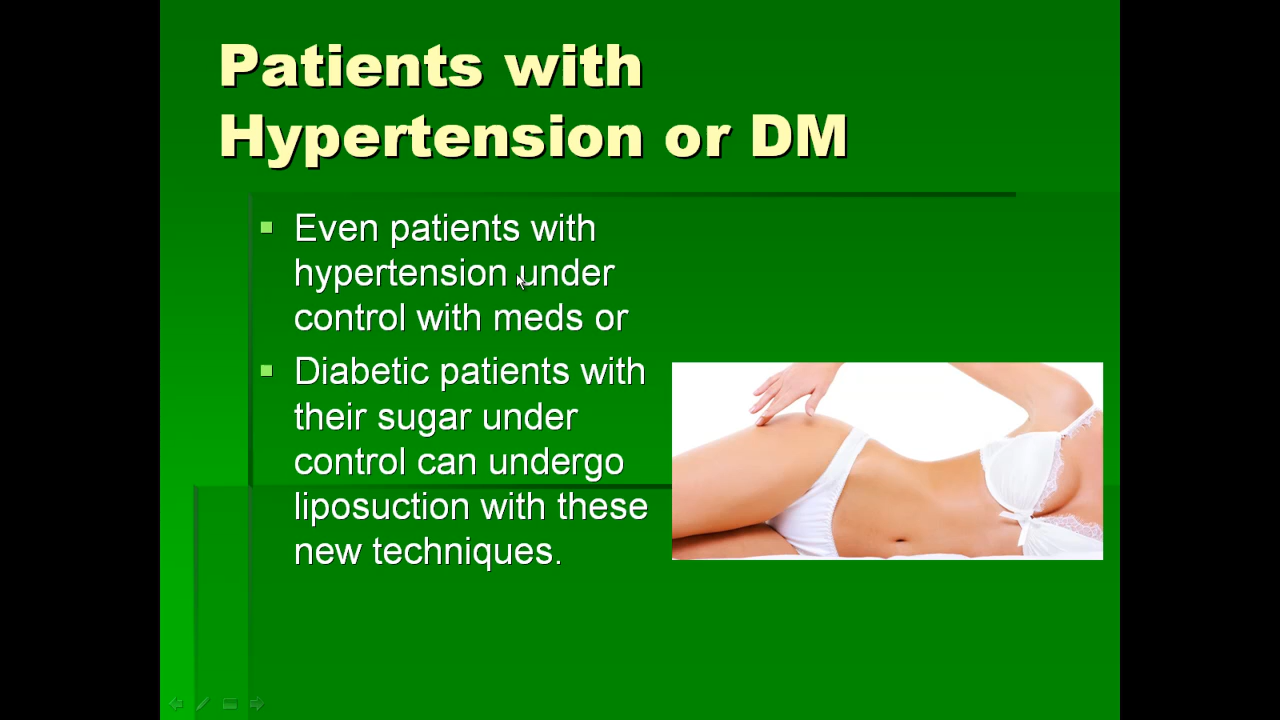 Patients with
Hypertension or DM
Even patients with
hypertension under
control with meds or
Diabetic patients with
their sugar under
control can undergo
liposuction with these
new techniques.